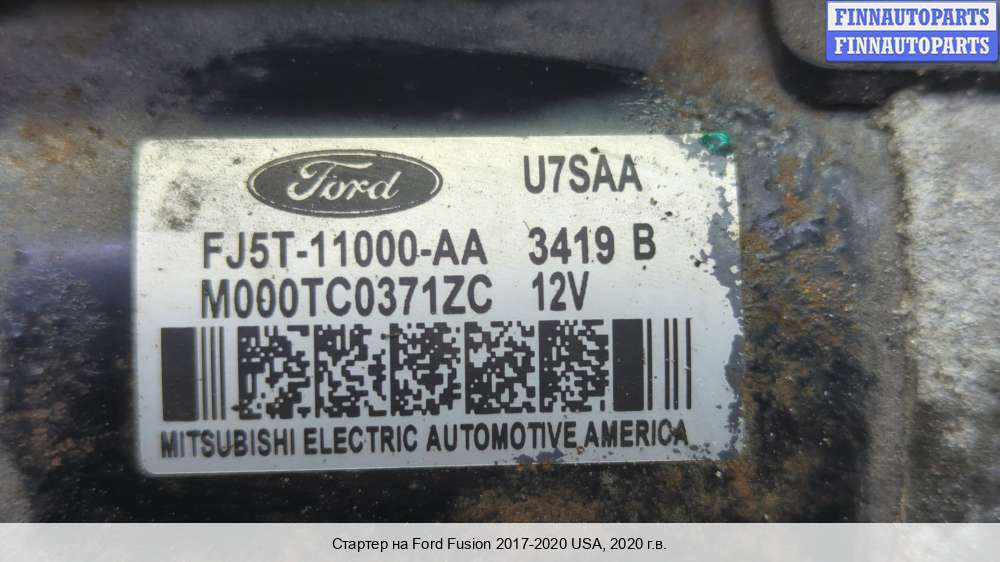 FINNAUTOPARTS
FINNAUTOPARTS
Ford U7SAA
FJ5T-11000-AA 3419 B
M000TC0371ZC 12V
MITSUBISHI ELECTRIC AUTOMOTIVE AMERICA
Стартер на Ford Fusion 2017-2020 USA, 2020 г.в.